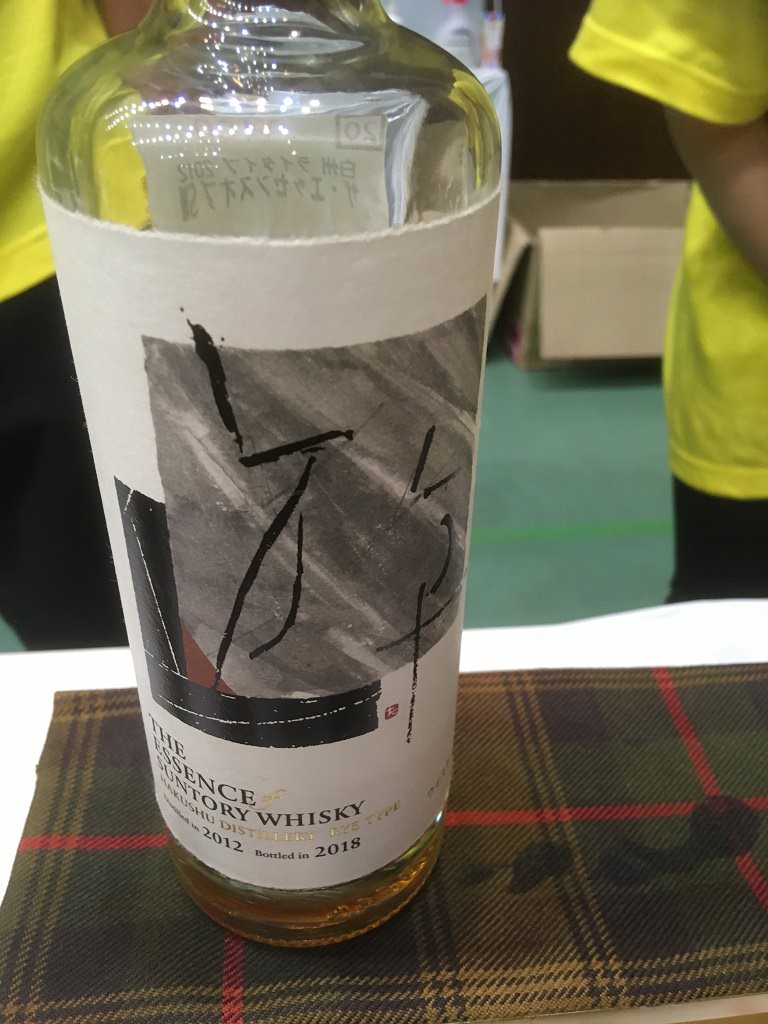 20
白州 ライタイプ 2012
ザ・エッセンスオブS
THE
ESSENCE of
SUNTORY WHISKY
HAKUSHU DISTILLERY RYE TYPE
Distilled in 2012 Bottled in 2018